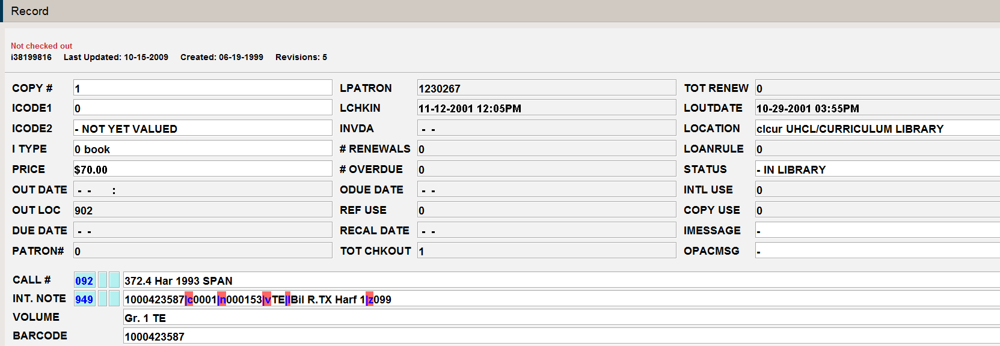 Record
Not checked out
i38199816 Last Updated: 10-15-2009 Created: 06-19-1999 Revisions: 5
COPY # 1 LPATRON 1230267 TOT RENEW 0
ICODE1 0 LCHKIN 11-12-2001 12:05PM LOUTDATE 10-29-2001 03:55PM
ICODE2 - NOT YET VALUED INVDA - - LOCATION clcur UHCL/CURRICULUM LIBRARY
I TYPE 0 book # RENEWALS 0 LOANRULE 0
PRICE $70.00 # OVERDUE 0 STATUS - IN LIBRARY
OUT DATE - - : ODUE DATE - - INTL USE 0
OUT LOC 902 REF USE 0 COPY USE 0
DUE DATE - - RECAL DATE - - IMESSAGE -
PATRON# 0 TOT CHKOUT 1 OPACMSG -
CALL # 092 372.4 Har 1993 SPAN
INT. NOTE 949 1000423587|c0001|n000153|vTE|lBil R.TX Harf 1|z099
VOLUME Gr. 1 TE
BARCODE 1000423587